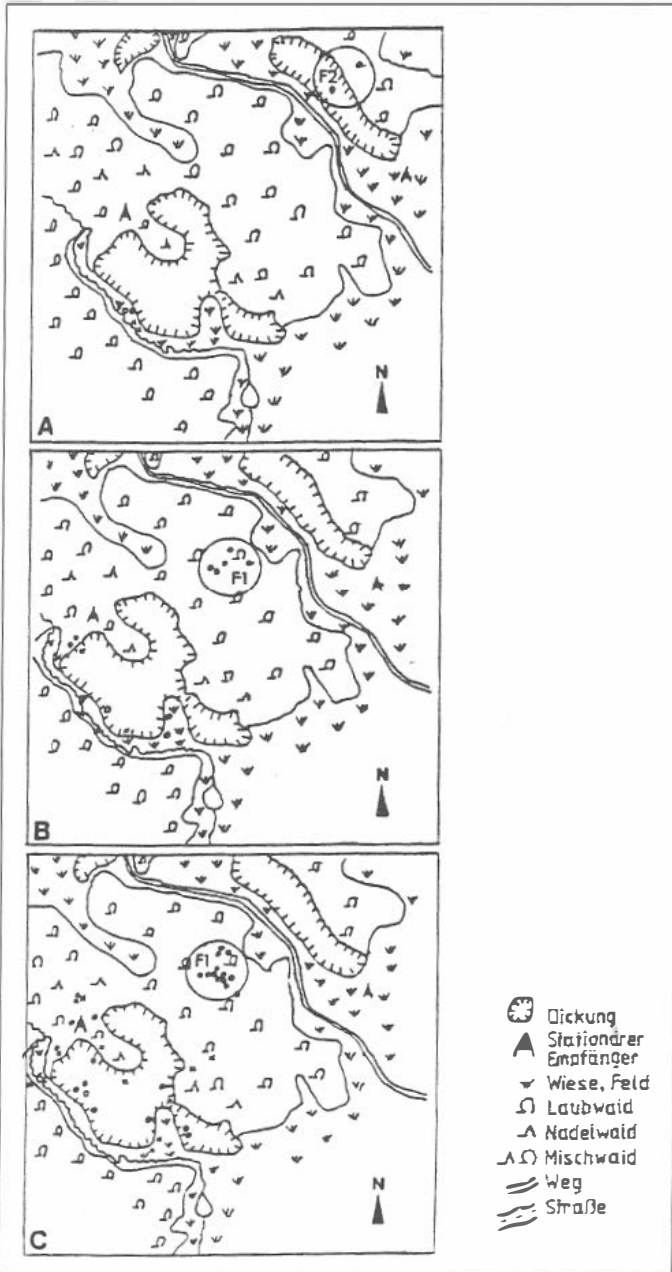 F2
N
A
F1
N
B
F1
N
C
Dickung
Stationärer
Empfänger
Wiese, Feld
Laubwald
Nadelwald
Mischwald
Weg
Straße